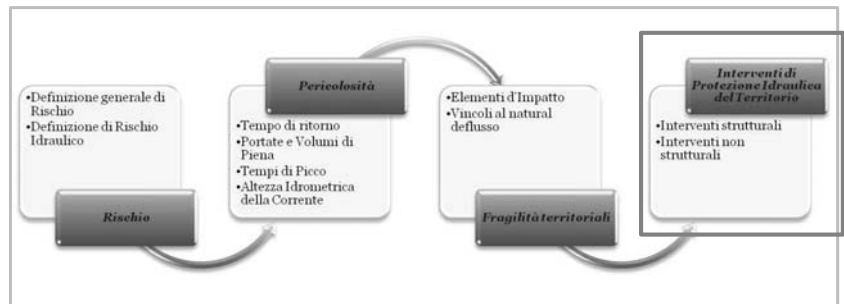 •Definizione generale di
Rischio
•Definizione di Rischio
Idraulico
Rischio
Pericolosità
•Tempo di ritorno
•Portate e Volumi di
Piena
•Tempi di Picco
•Altezza Idrometrica
della Corrente
•Elementi d'Impatto
•Vincoli al natural
deflusso
Fragilità territoriali
Interventi di
Protezione Idraulica
del Territorio
•Interventi strutturali
•Interventi non
strutturali